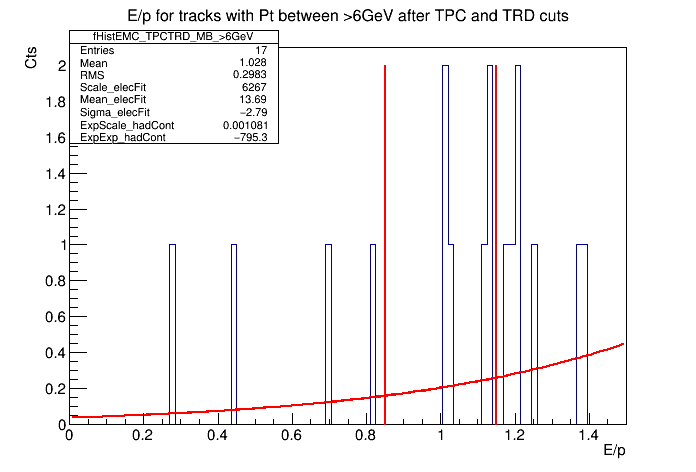 E/p for tracks with Pt between >6GeV after TPC and TRD cuts
fHistEMC_TPCTRD_MB_>6GeV
Entries 17
Mean 1.028
RMS 0.2983
Scale_elecFit 6267
Mean_elecFit 13.69
Sigma_elecFit −2.79
ExpScale_hadCont 0.001081
ExpExp_hadCont −795.3
Cts
2
1.8
1.6
1.4
1.2
1
0.8
0.6
0.4
0.2
0
0 0.2 0.4 0.6 0.8 1 1.2 1.4
E/p